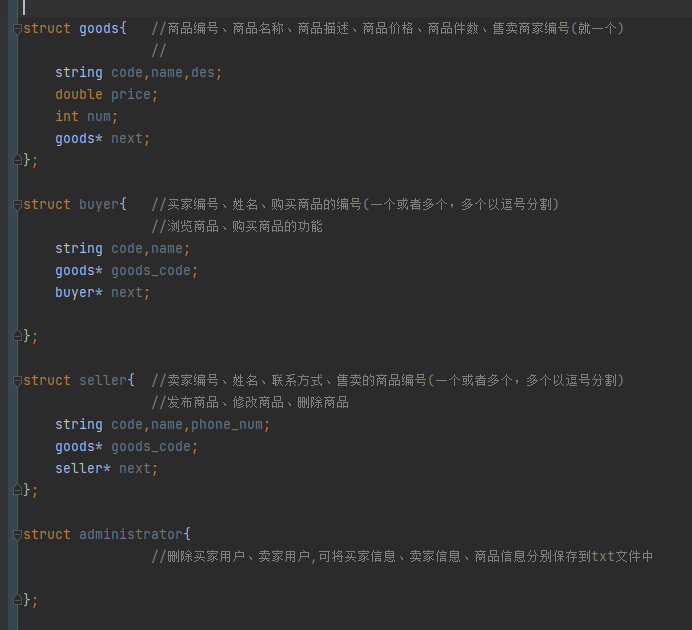 struct goods{   //商品编号、商品名称、商品描述、商品价格、商品件数、售卖商家编号(就一个)
                //
    string code,name,des;
    double price;
    int num;
    goods* next;
};
struct buyer{   //买家编号、姓名、购买商品的编号(一个或者多个，多个以逗号分割)
                //浏览商品、购买商品的功能
    string code,name;
    goods* goods_code;
    buyer* next;
};
struct seller{  //卖家编号、姓名、联系方式、售卖的商品编号(一个或者多个，多个以逗号分割)
                //发布商品、修改商品、删除商品
    string code,name,phone_num;
    goods* goods_code;
    seller* next;
};
struct administrator{
                //删除买家用户、卖家用户,可将买家信息、卖家信息、商品信息分别保存到txt文件中
};